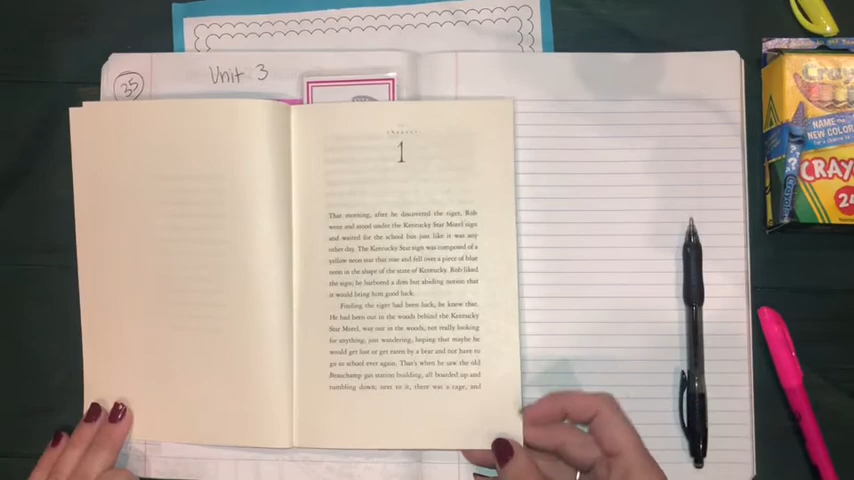 35
Unit 3
Chapter
1
That morning, after he discovered the tiger, Rob
went and stood under the Kentucky Star Motel sign
and waited for the school bus just like it was any
other day. The Kentucky Star sign was composed of a
yellow neon star that rose and fell over a piece of blue
neon in the shape of the state of Kentucky. Rob liked
the sign; he harbored a dim but abiding notion that
it would bring him good luck.
Finding the tiger had been luck, he knew that.
He had been out in the woods behind the Kentucky
Star Motel, way out in the woods, not really looking
for anything, just wandering, hoping that maybe he
would get lost or get eaten by a bear and not have to
go to school ever again. That's when he saw the old
Beauchamp gas station building, all boarded up and
tumbling down; next to it, there was a cage, and
Crayo
NAME THE
NEW COLOR
CRAYO
24